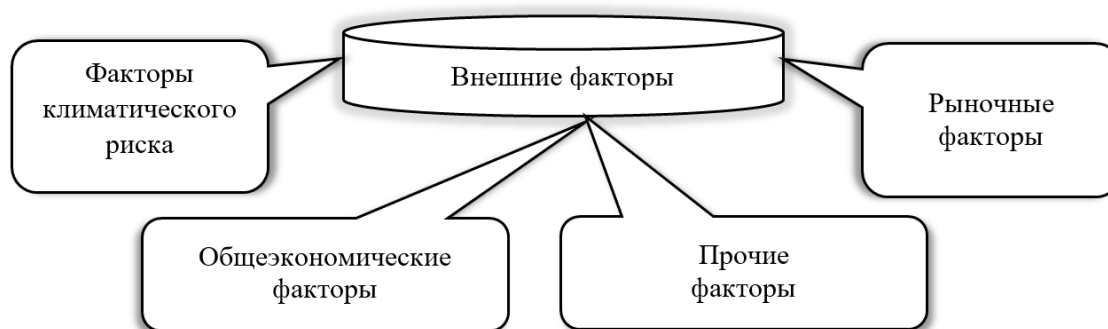 Внешние факторы
Факторы
климатического
риска
Рыночные
факторы
Общеэкономические
факторы
Прочие
факторы